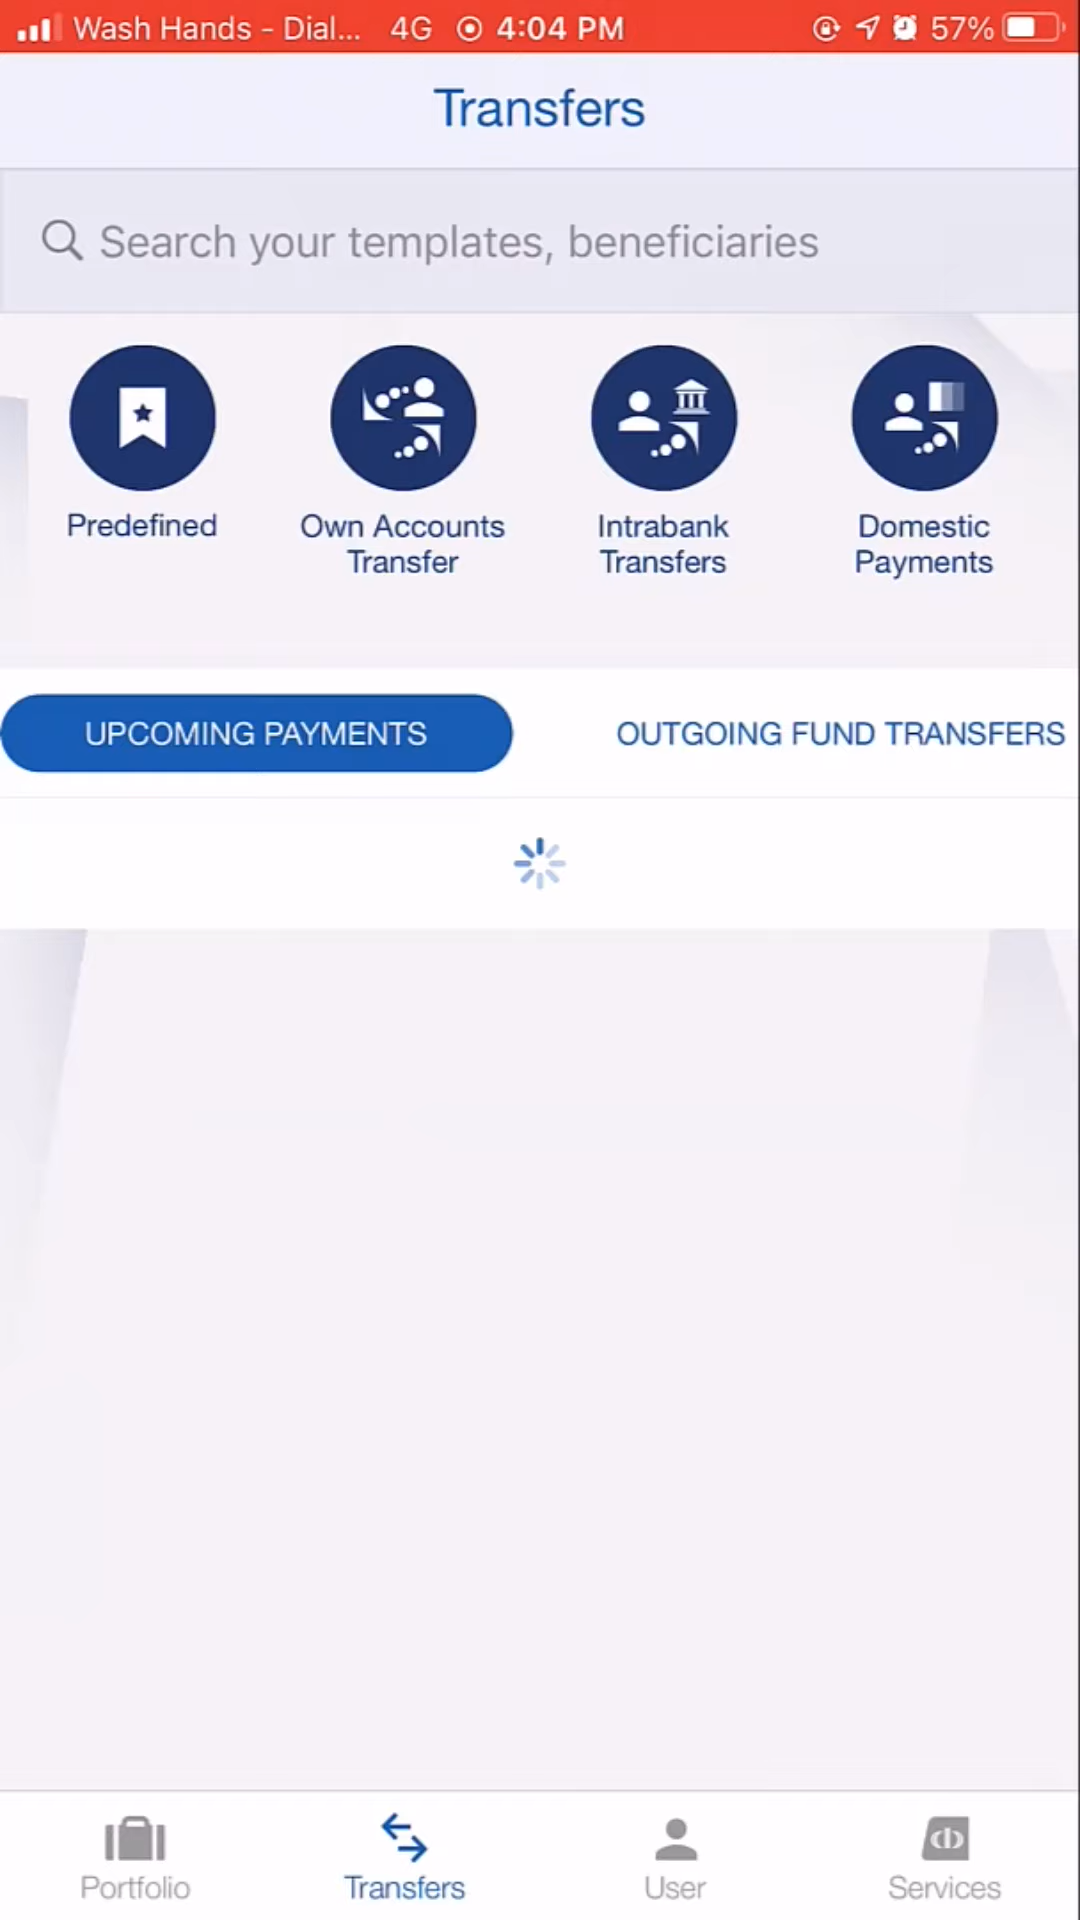 Wash Hands - Dial... 4G 4:04 PM 57%
Transfers
Search your templates, beneficiaries
Predefined
Own Accounts
Transfer
Intrabank
Transfers
Domestic
Payments
UPCOMING PAYMENTS
OUTGOING FUND TRANSFERS
Portfolio
Transfers
User
Services